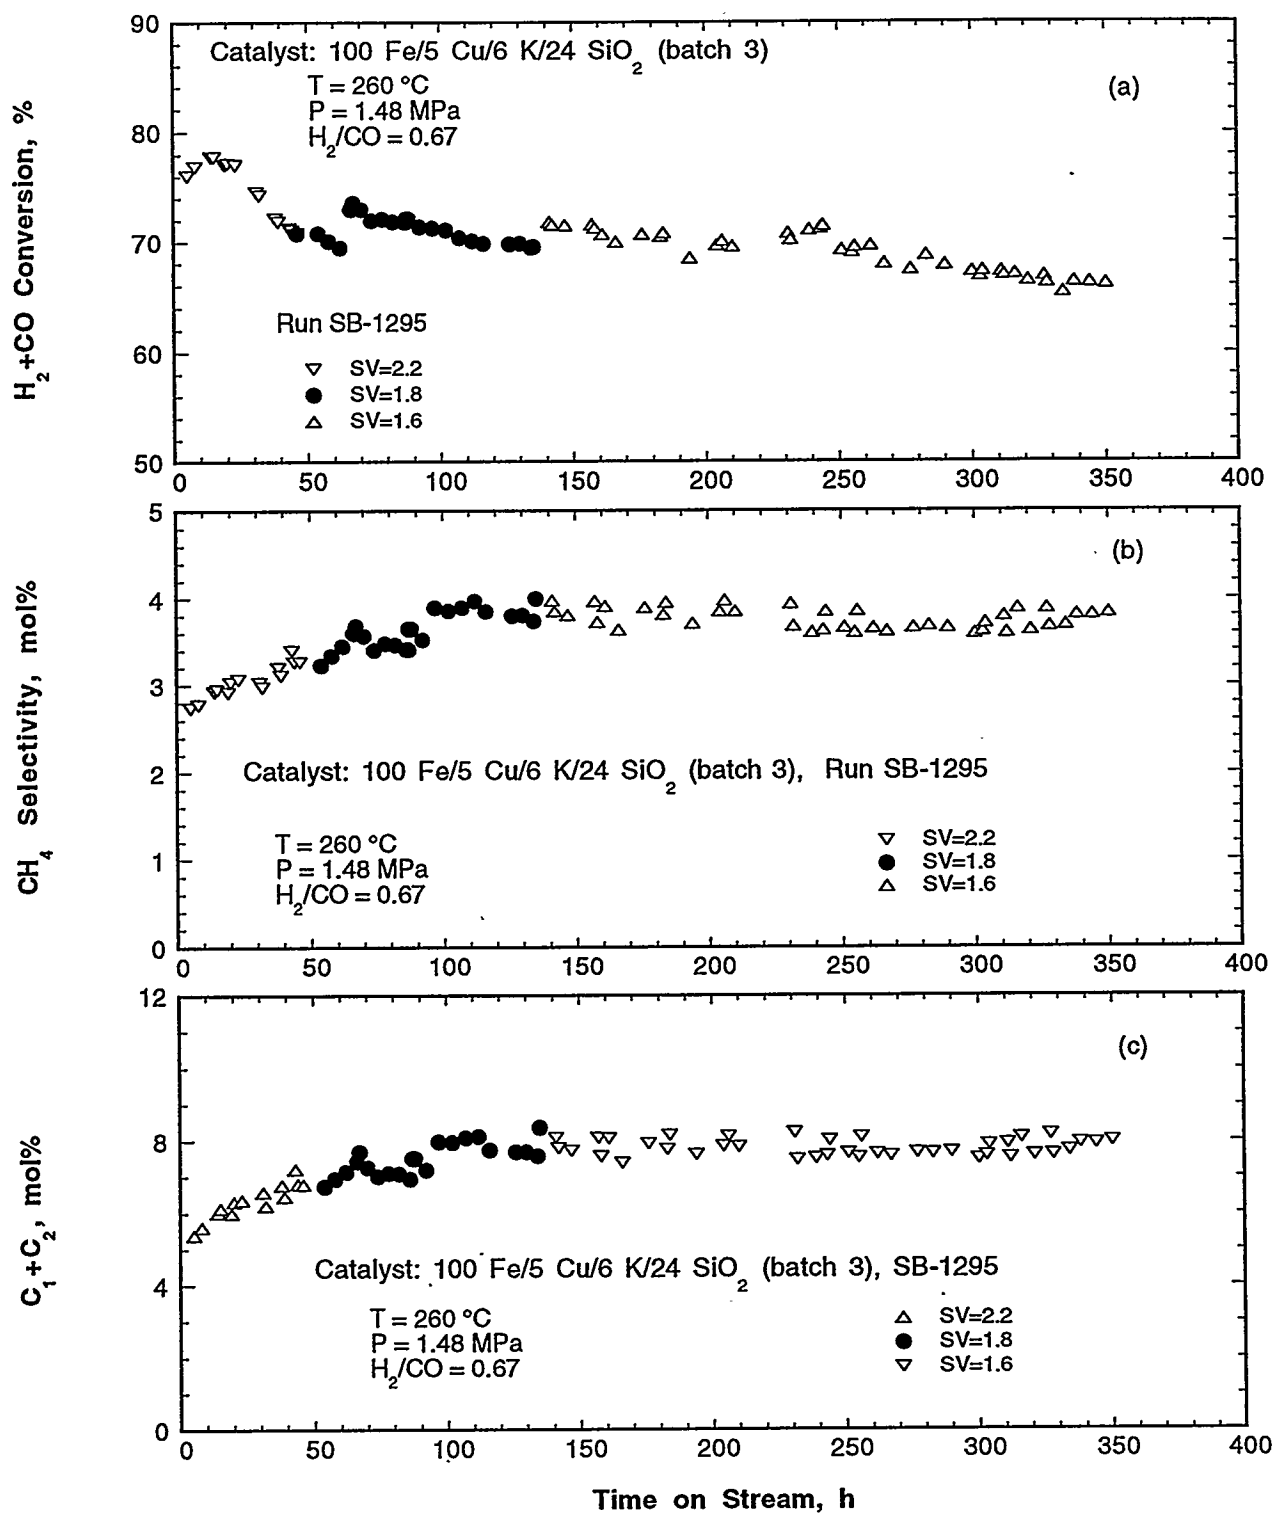 90
80
70
60
50
H2+CO Conversion, %
Catalyst: 100 Fe/5 Cu/6 K/24 SiO2 (batch 3)
T = 260 °C
P = 1.48 MPa
H2/CO = 0.67
(a)
Run SB-1295
▽ SV=2.2
● SV=1.8
△ SV=1.6
0 50 100 150 200 250 300 350 400
5
4
3
2
1
0
CH4 Selectivity, mol%
(b)
Catalyst: 100 Fe/5 Cu/6 K/24 SiO2 (batch 3), Run SB-1295
T = 260 °C
P = 1.48 MPa
H2/CO = 0.67
▽ SV=2.2
● SV=1.8
△ SV=1.6
0 50 100 150 200 250 300 350 400
12
8
4
0
C1+C2, mol%
(c)
Catalyst: 100 Fe/5 Cu/6 K/24 SiO2 (batch 3), SB-1295
T = 260 °C
P = 1.48 MPa
H2/CO = 0.67
△ SV=2.2
● SV=1.8
▽ SV=1.6
0 50 100 150 200 250 300 350 400
Time on Stream, h